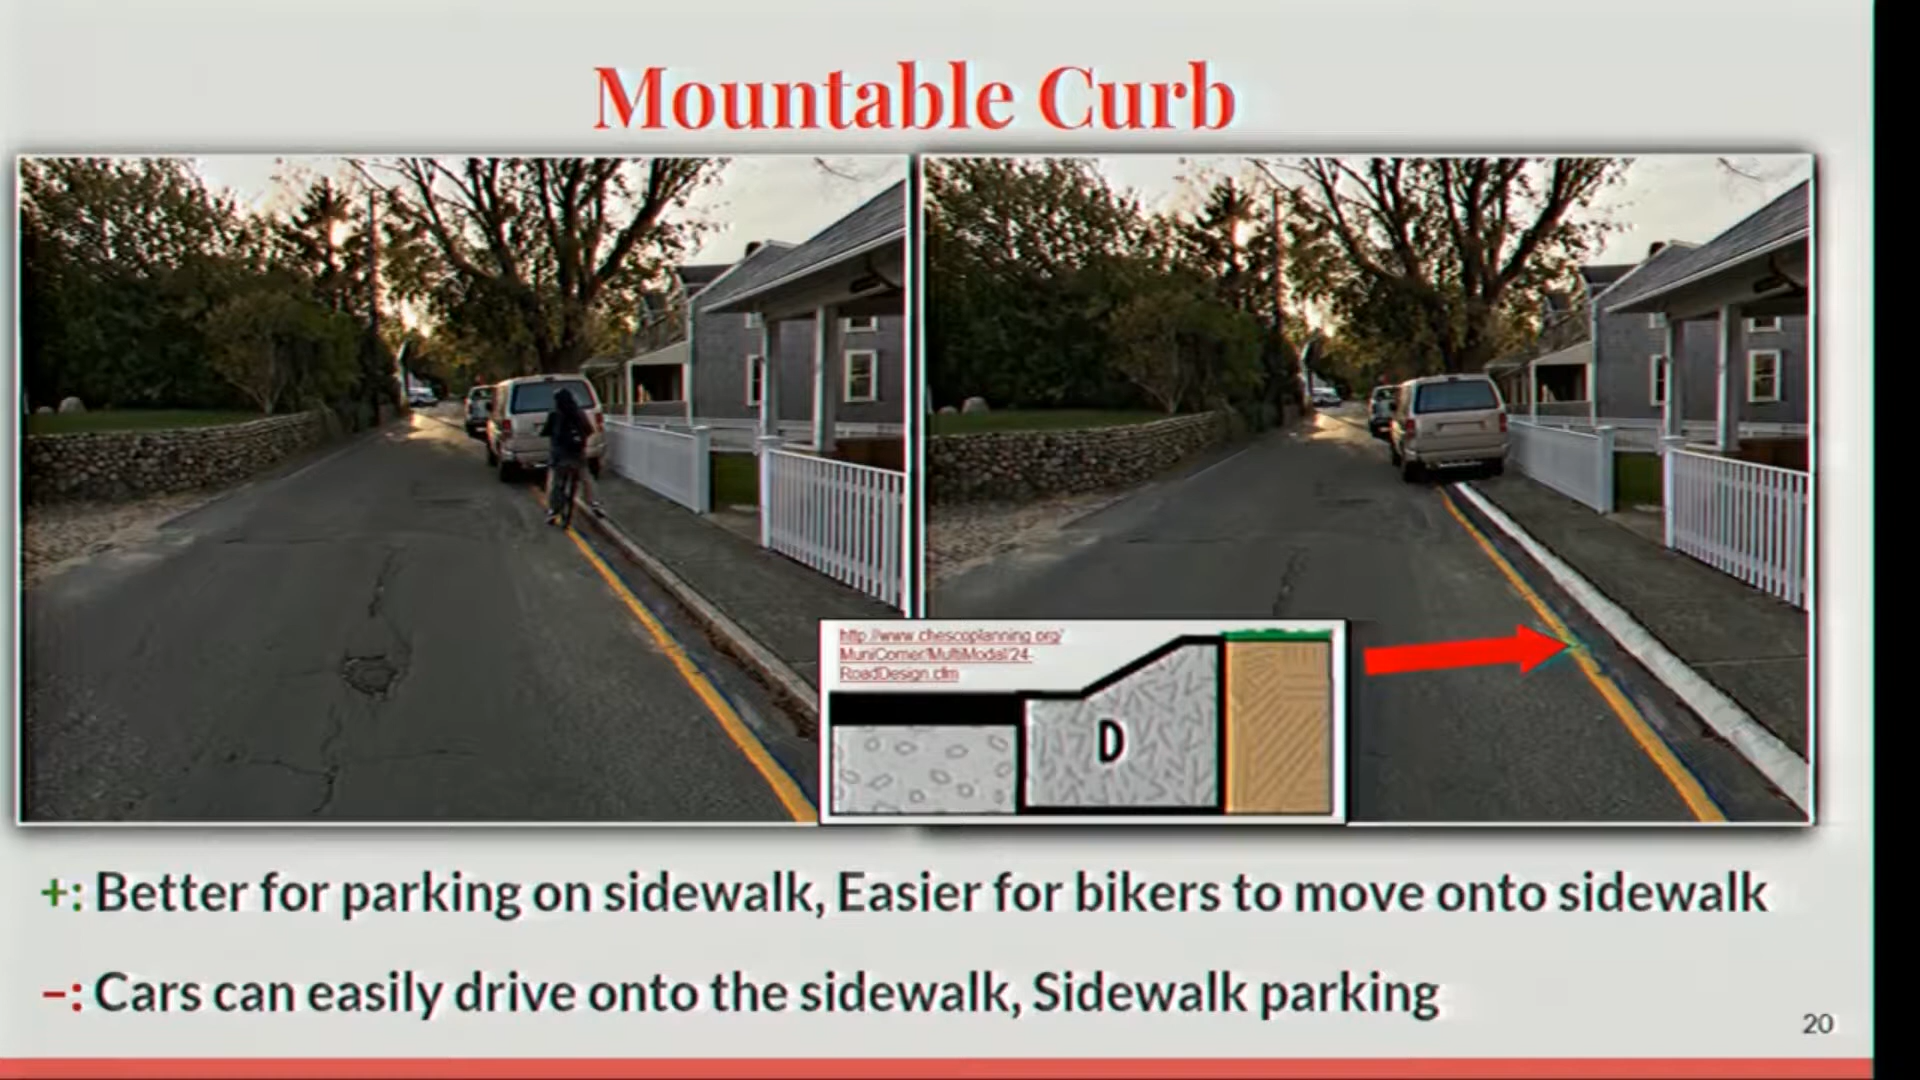 Mountable Curb
http://www.chescoplanning.org/
MuniCorner/MultiModal/24-
RoadDesign.cfm
D
+: Better for parking on sidewalk, Easier for bikers to move onto sidewalk
–: Cars can easily drive onto the sidewalk, Sidewalk parking
20